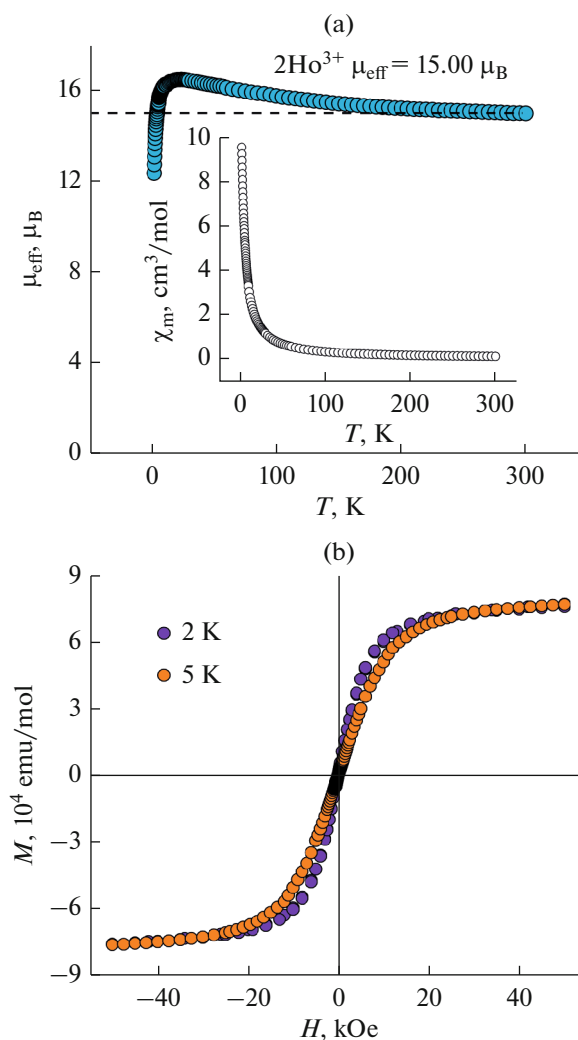 (a)
2Ho³⁺ μeff = 15.00 μB
16
12
8
4
0
μeff, μB
10
8
6
4
2
0
χm, cm³/mol
0 100 200 300
T, K
0 100 200 300
T, K
(b)
9
6
3
0
−3
−6
−9
M, 10⁴ emu/mol
2 K
5 K
−40 −20 0 20 40
H, kOe